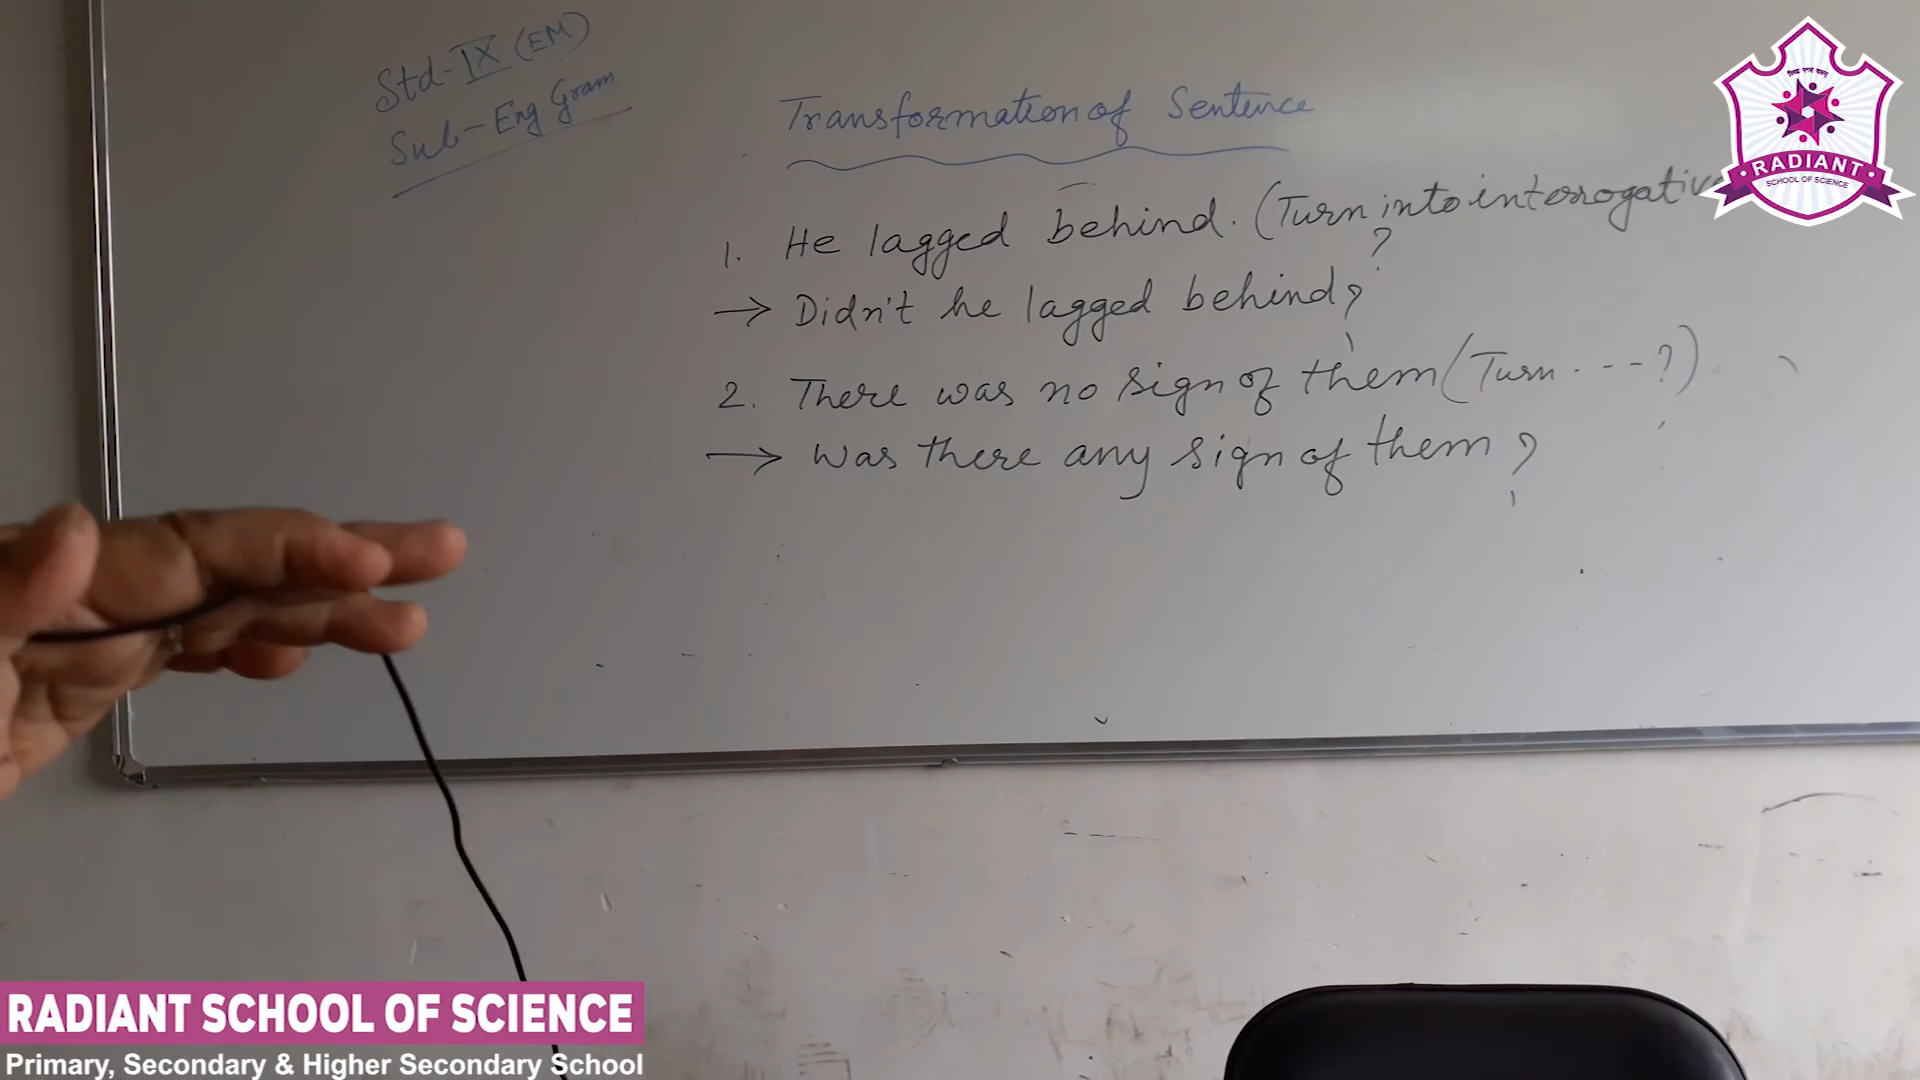 Std-IX (EM)
Sub-Eng Gram
Transformation of Sentence
1. He lagged behind. (Turn into interrogative
?
→ Didn't he lagged behind?
2. There was no sign of them (Turn . - - - ?)
→ Was there any sign of them ?
RADIANT
SCHOOL OF SCIENCE
RADIANT SCHOOL OF SCIENCE
Primary, Secondary & Higher Secondary School